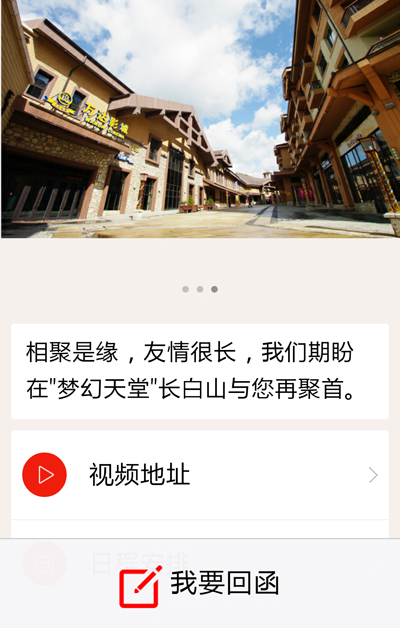 万达影城
相聚是缘，友情很长，我们期盼
在"梦幻天堂"长白山与您再聚首。
视频地址
日程安排
我要回函